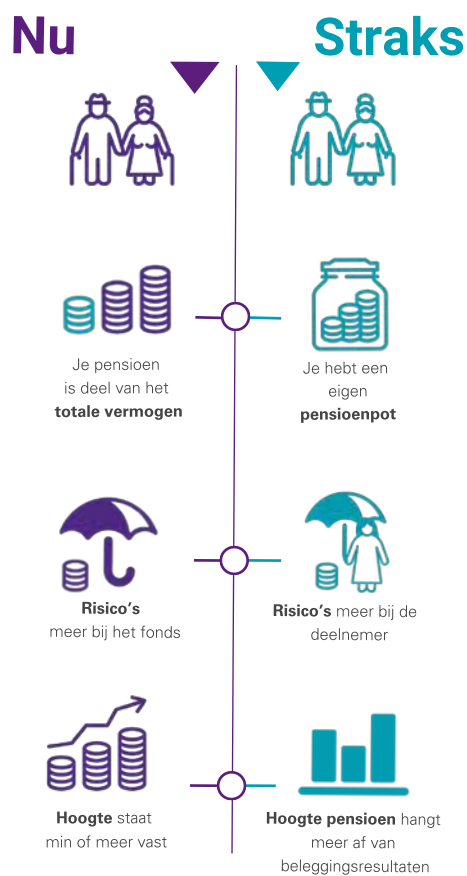 Nu
Straks
Je pensioen
is deel van het
totale vermogen
Je hebt een
eigen
pensioenpot
Risico's
meer bij het fonds
Risico's meer bij de
deelnemer
Hoogte staat
min of meer vast
Hoogte pensioen hangt
meer af van
beleggingsresultaten